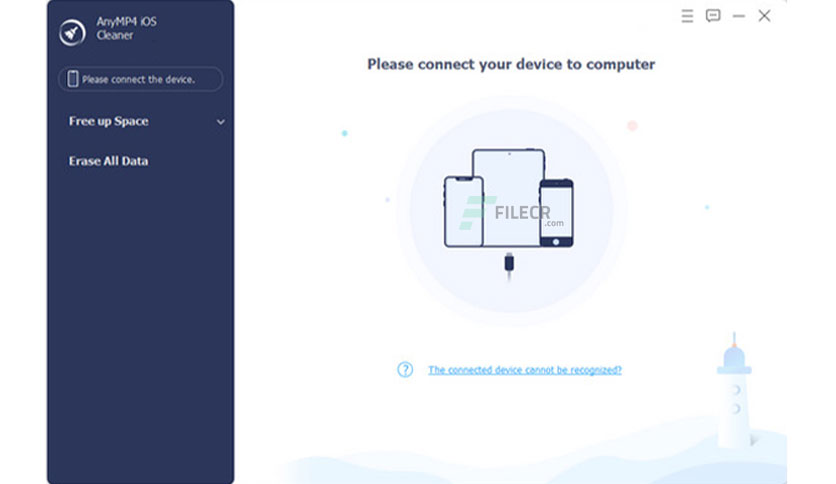 AnyMP4 iOS
Cleaner
Please connect the device.
Free up Space
Erase All Data
Please connect your device to computer
FILECR
.com
The connected device cannot be recognized?